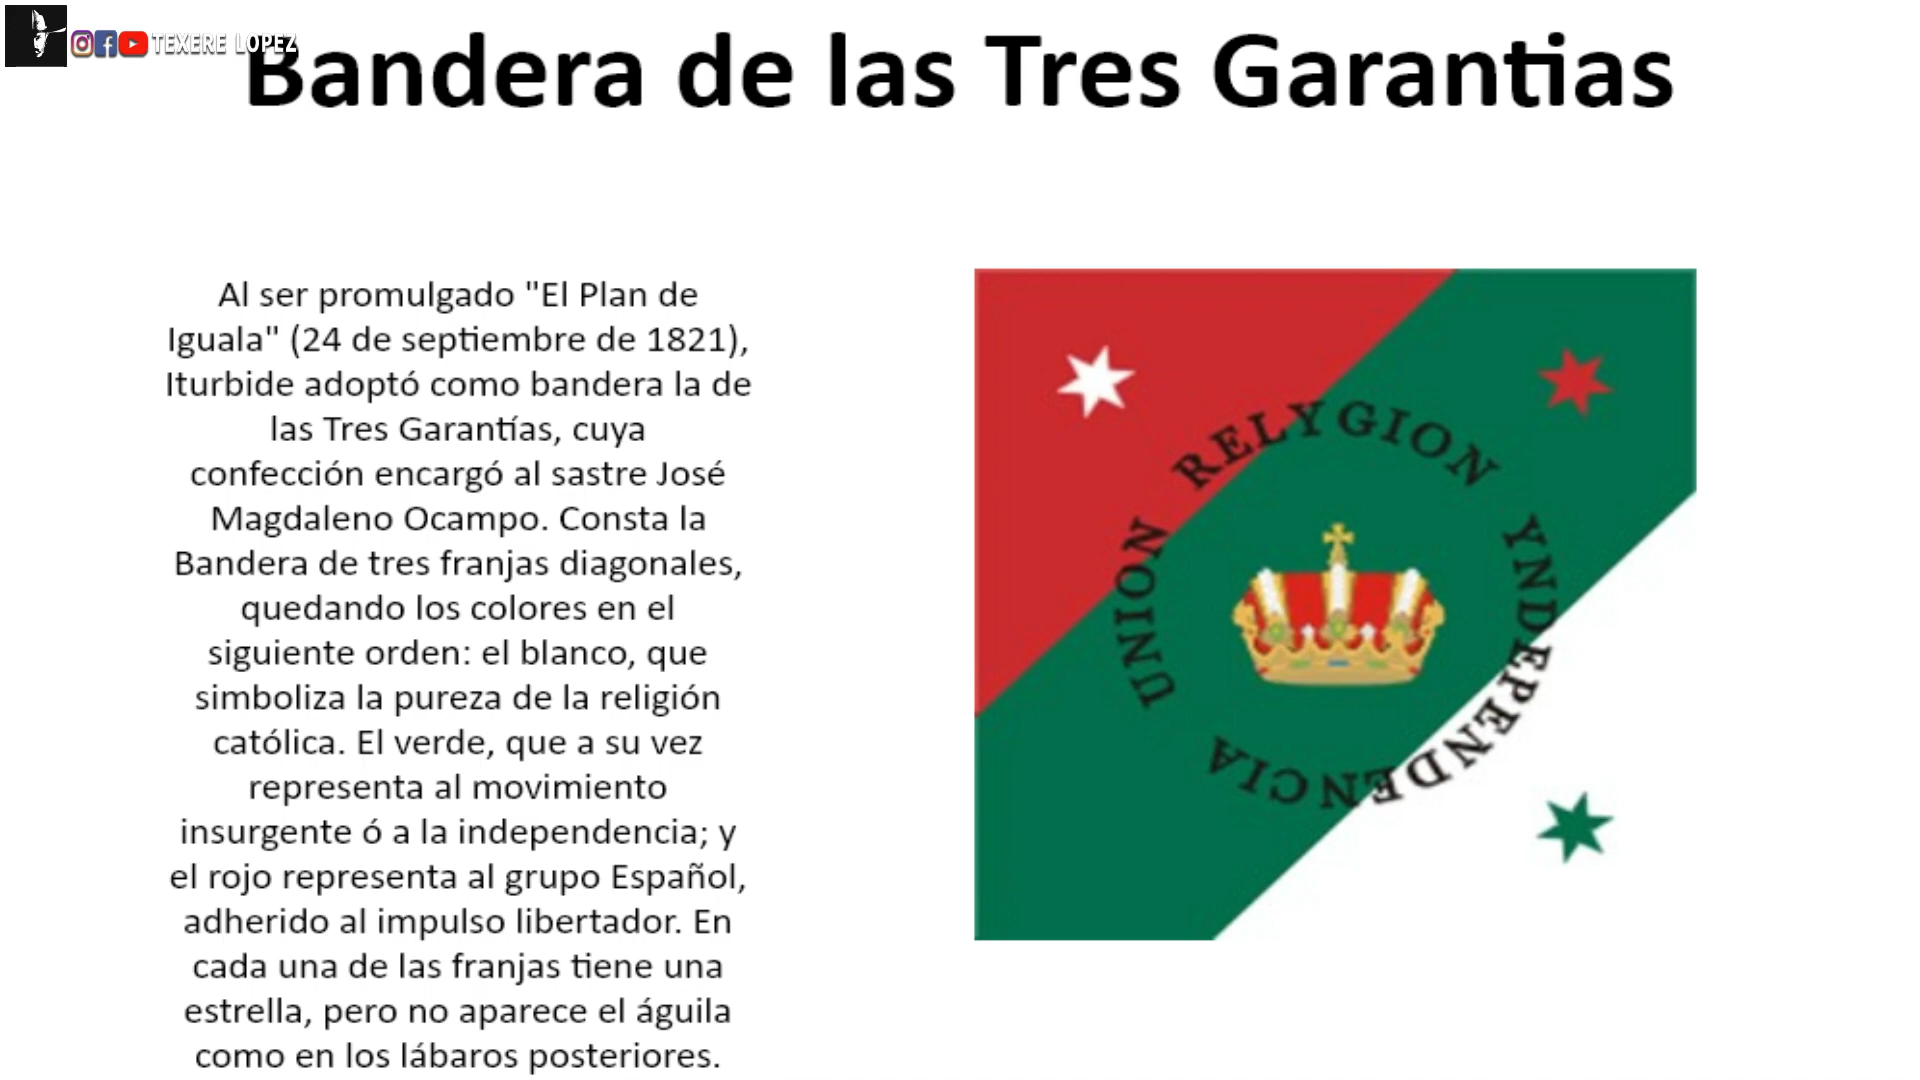 TEXERE LOPEZ
Bandera de las Tres Garantias
Al ser promulgado "El Plan de
Iguala" (24 de septiembre de 1821),
Iturbide adoptó como bandera la de
las Tres Garantías, cuya
confección encargó al sastre José
Magdaleno Ocampo. Consta la
Bandera de tres franjas diagonales,
quedando los colores en el
siguiente orden: el blanco, que
simboliza la pureza de la religión
católica. El verde, que a su vez
representa al movimiento
insurgente ó a la independencia; y
el rojo representa al grupo Español,
adherido al impulso libertador. En
cada una de las franjas tiene una
estrella, pero no aparece el águila
como en los lábaros posteriores.
RELYGION
YNDEPENDENCIA
UNION